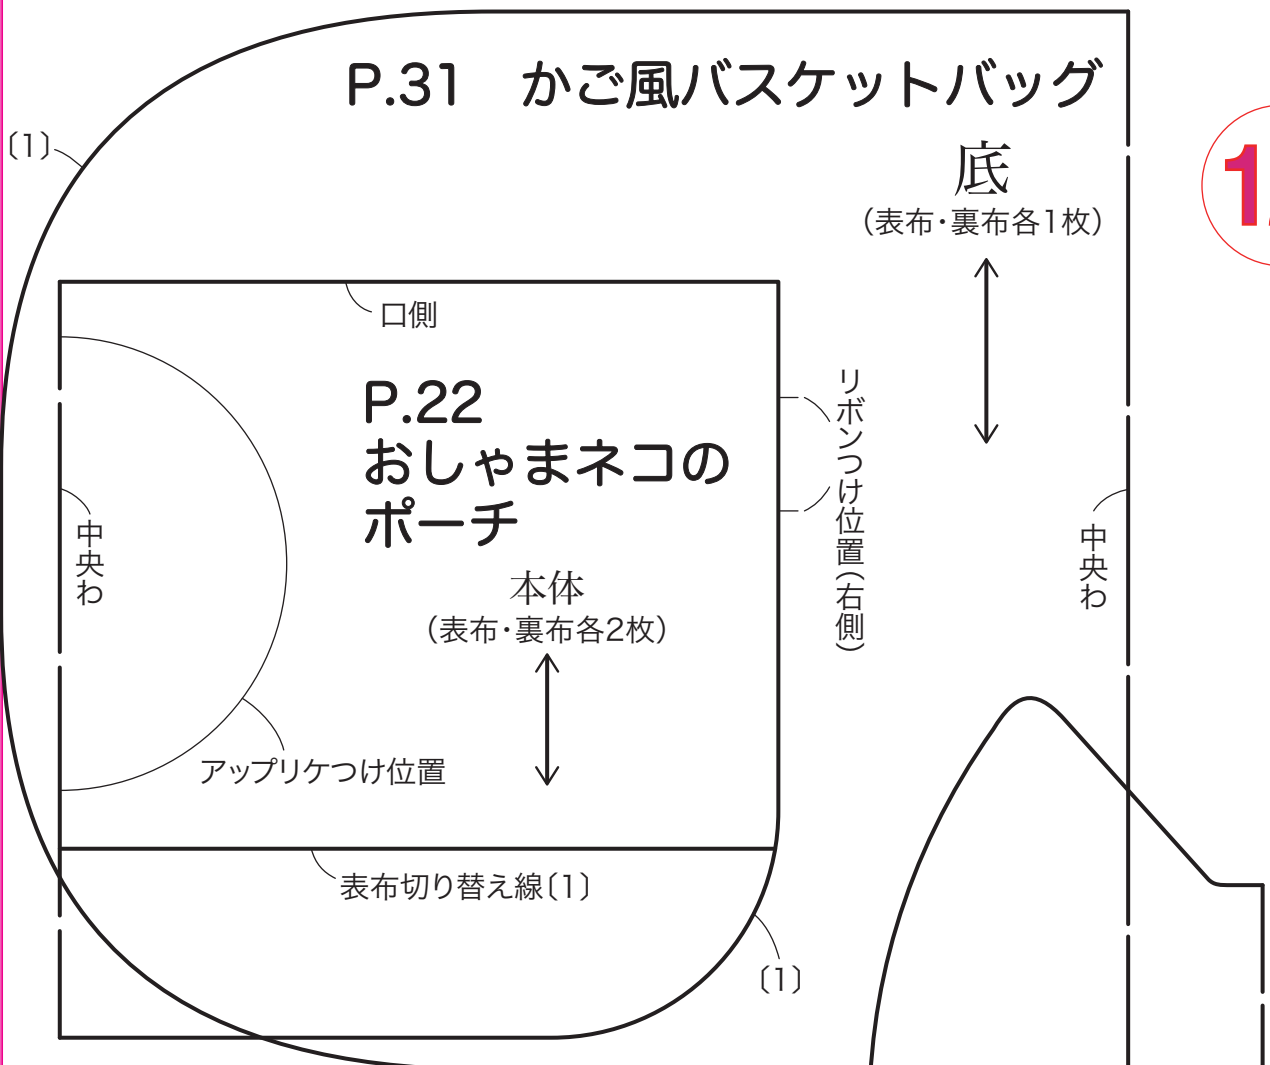 P.31 かご風バスケットバッグ
〔1〕
底
（表布・裏布各1枚）
1
口側
P.22
おしゃまネコの
ポーチ
リボンつけ位置（右側）
中央わ
中央わ
本体
（表布・裏布各2枚）
アップリケつけ位置
表布切り替え線〔1〕
〔1〕